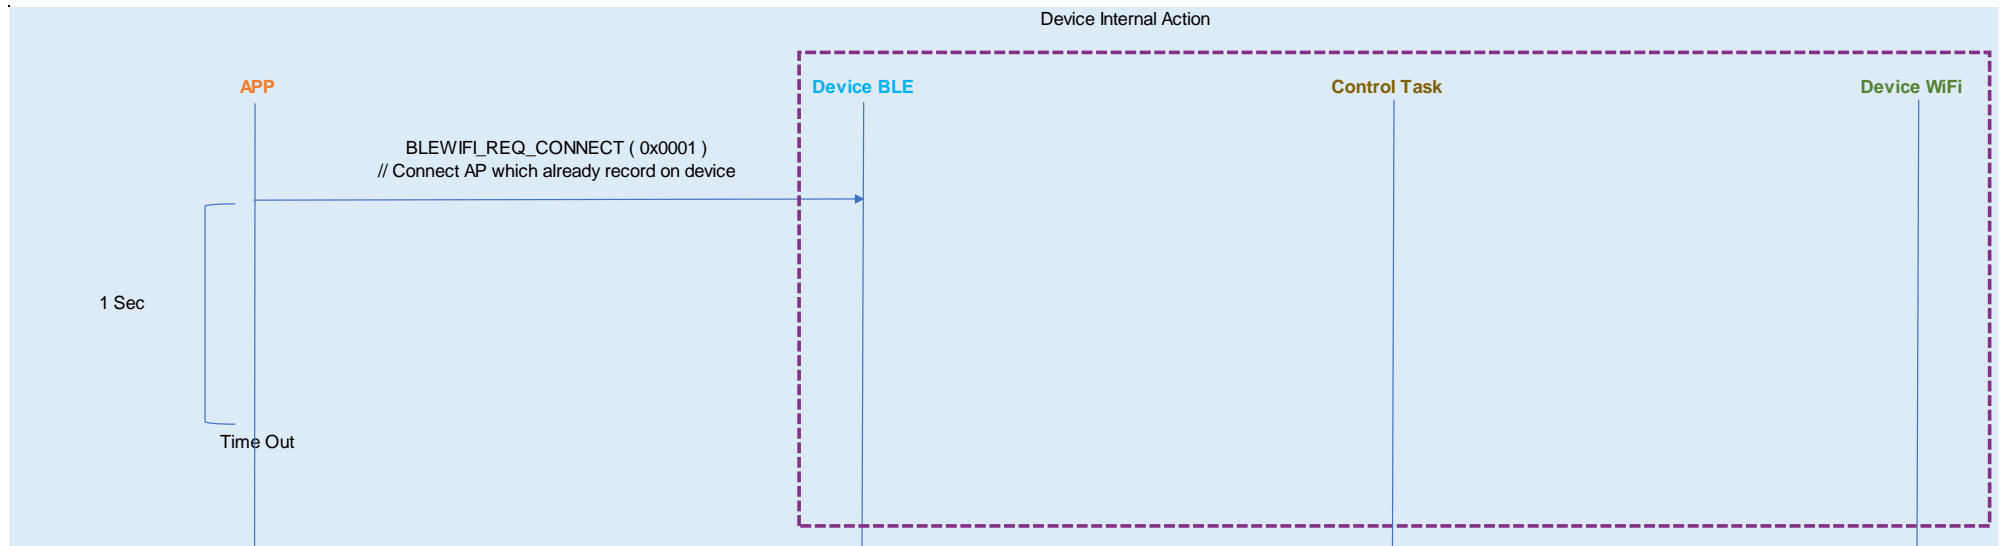 Device Internal Action
APP
Device BLE
Control Task
Device WiFi
BLEWIFI_REQ_CONNECT ( 0x0001 )
// Connect AP which already record on device
1 Sec
Time Out